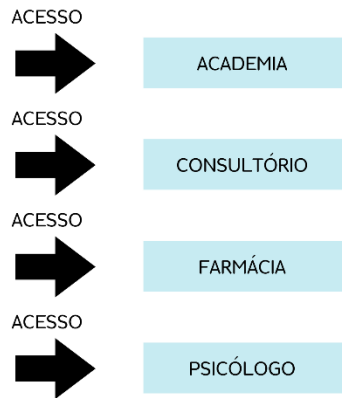 ACESSO
ACADEMIA
ACESSO
CONSULTÓRIO
ACESSO
FARMÁCIA
ACESSO
PSICÓLOGO